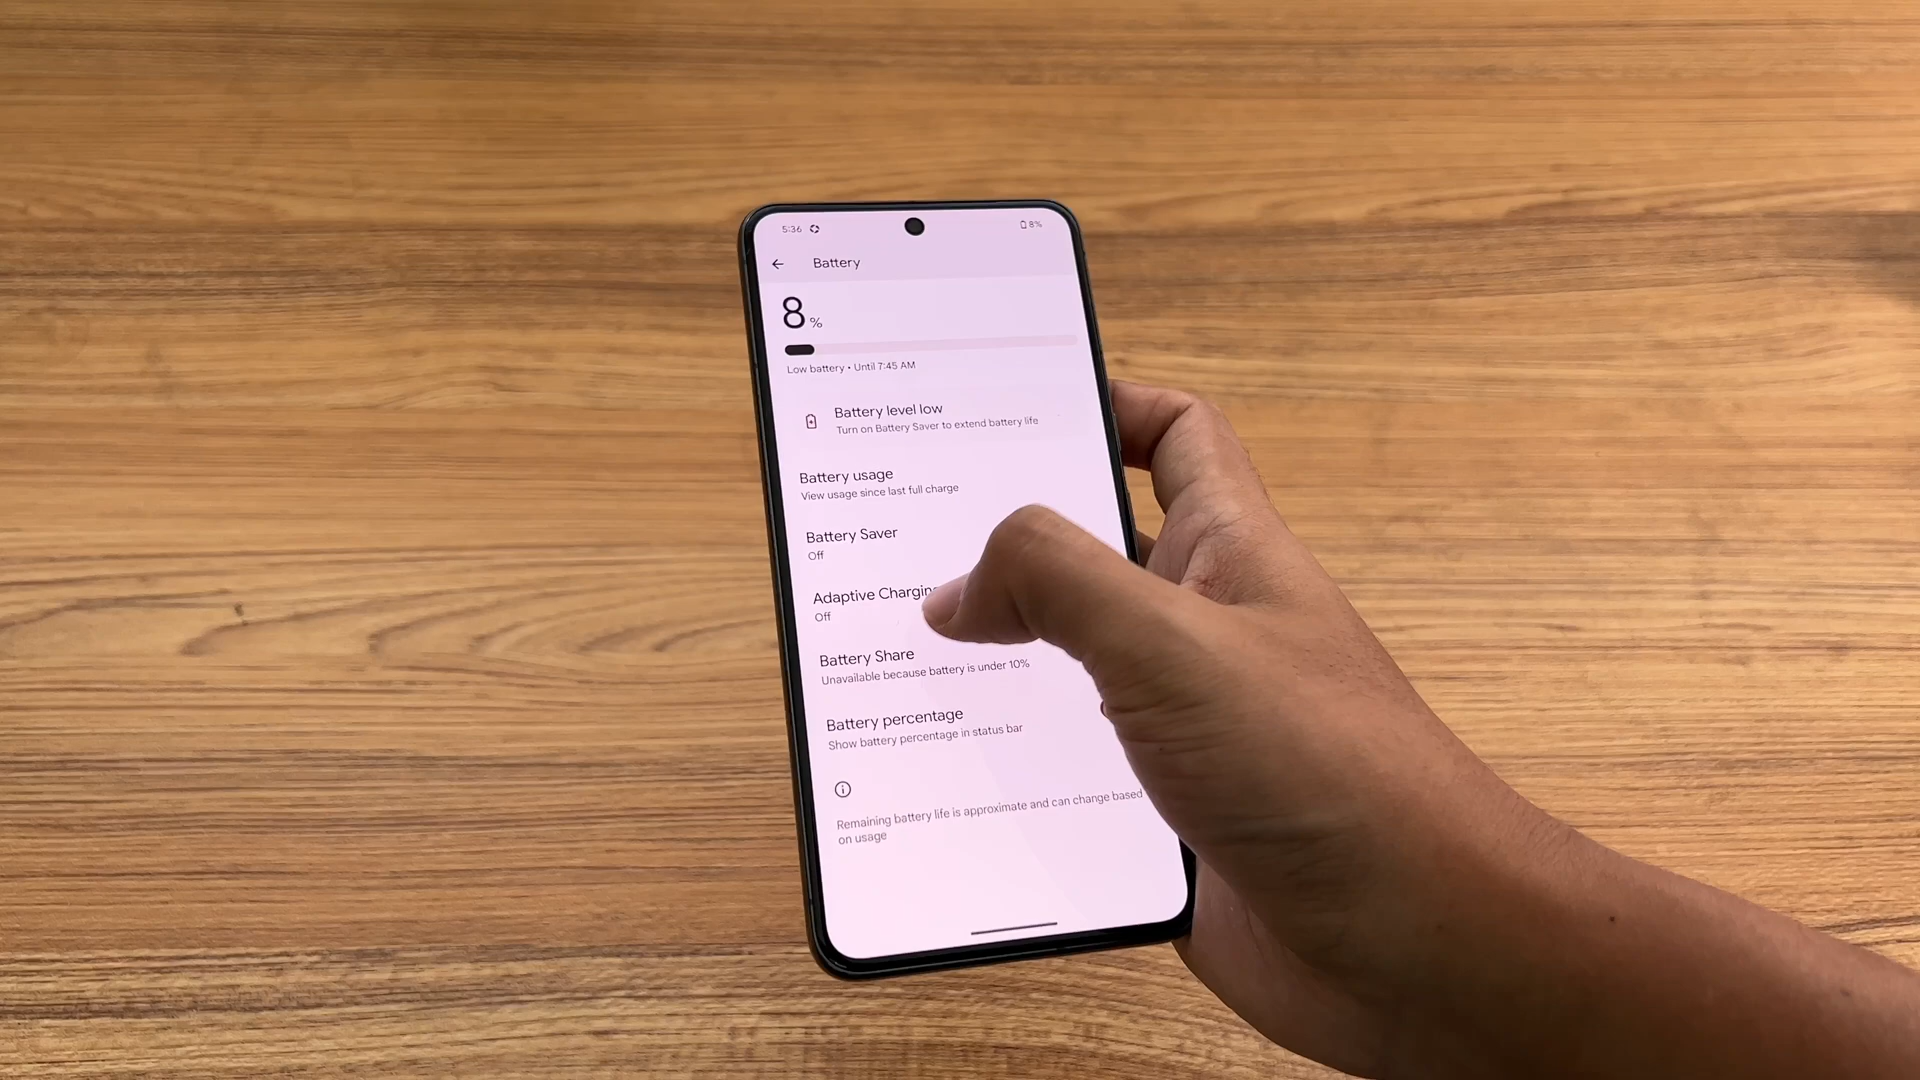 5:36
8%
Battery
8%
Low battery • Until 7:45 AM
Battery level low
Turn on Battery Saver to extend battery life
Battery usage
View usage since last full charge
Battery Saver
Off
Adaptive Charging
Off
Battery Share
Unavailable because battery is under 10%
Battery percentage
Show battery percentage in status bar
Remaining battery life is approximate and can change based
on usage